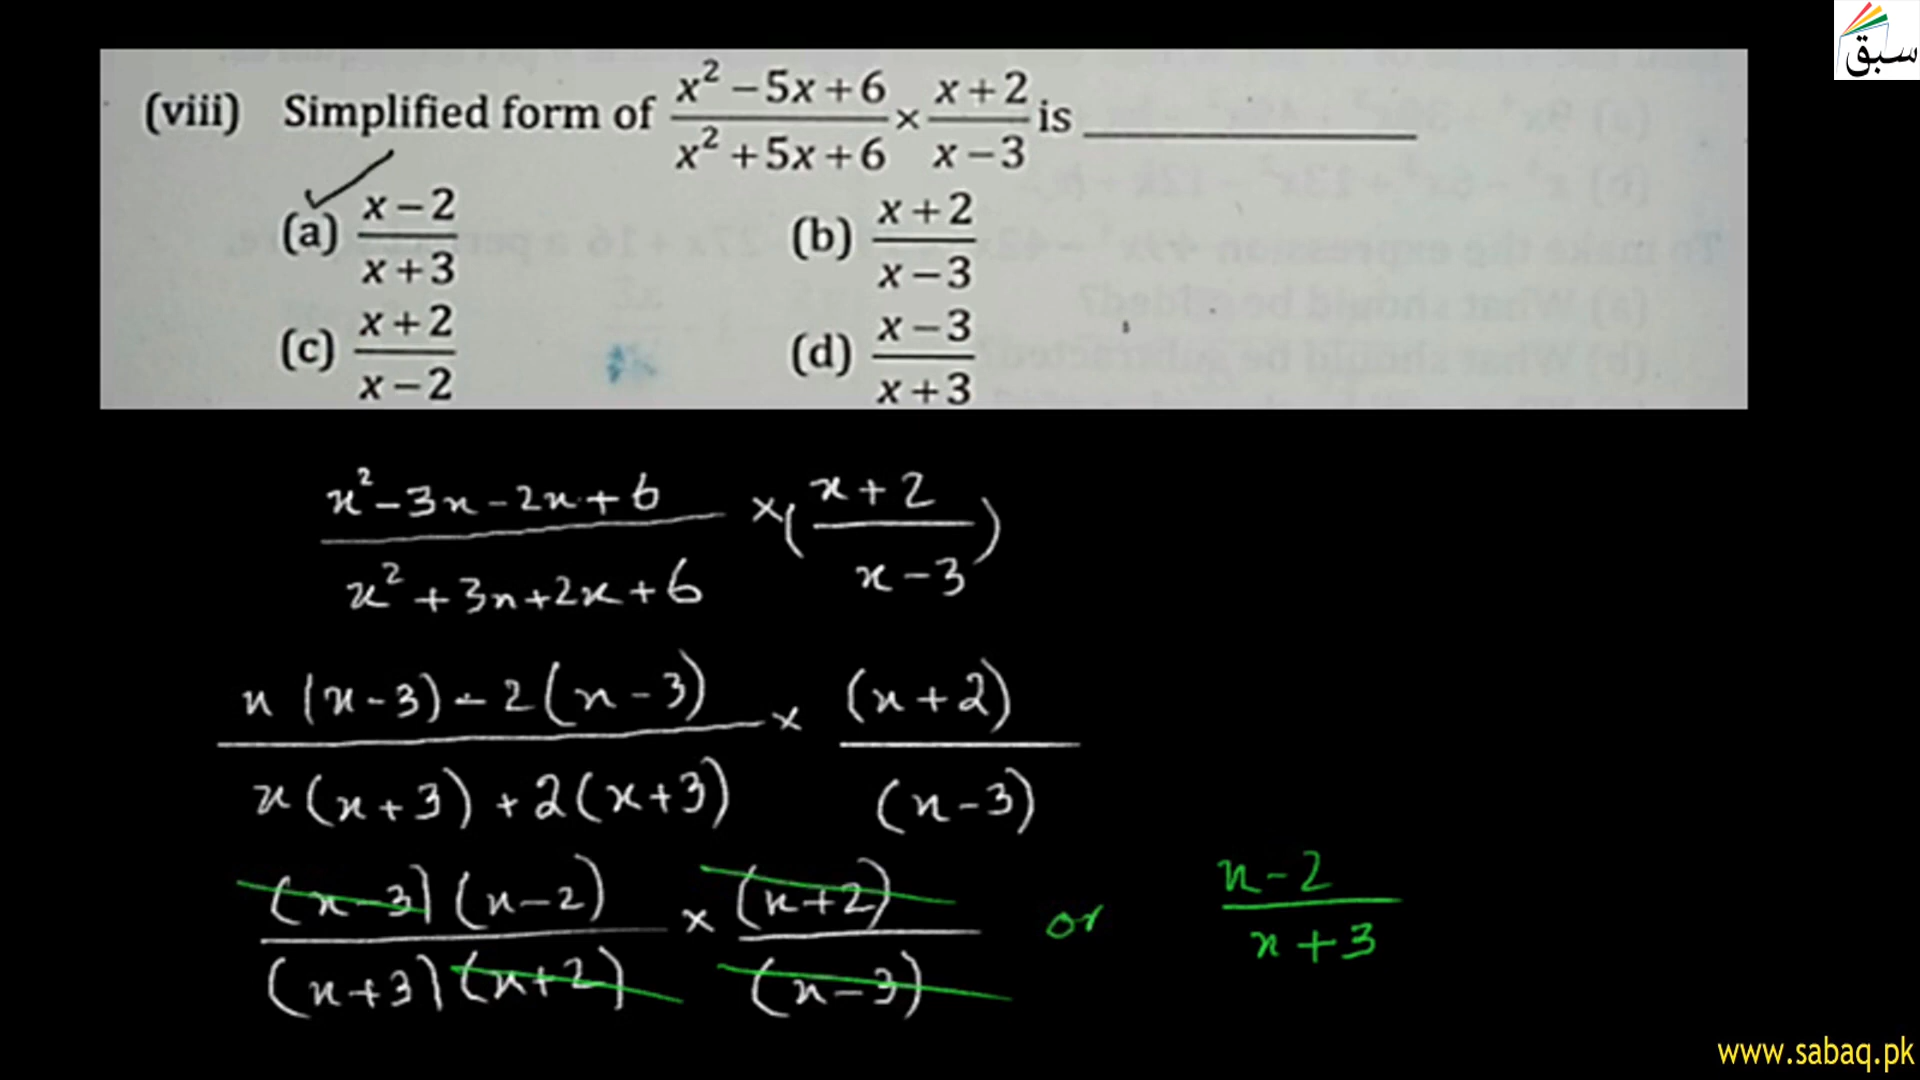 سبق
(viii) Simplified form of (x² − 5x + 6)/(x² + 5x + 6) × (x + 2)/(x − 3) is ____________
(a) (x − 2)/(x + 3) (b) (x + 2)/(x − 3)
(c) (x + 2)/(x − 2) (d) (x − 3)/(x + 3)
(x² − 3x − 2x + 6)/(x² + 3x + 2x + 6) × ((x + 2)/(x − 3))
(x(x − 3) − 2(x − 3))/(x(x + 3) + 2(x + 3)) × (x + 2)/(x − 3)
((x − 3)(x − 2))/((x + 3)(x + 2)) × (x + 2)/(x − 3) or (x − 2)/(x + 3)
www.sabaq.pk